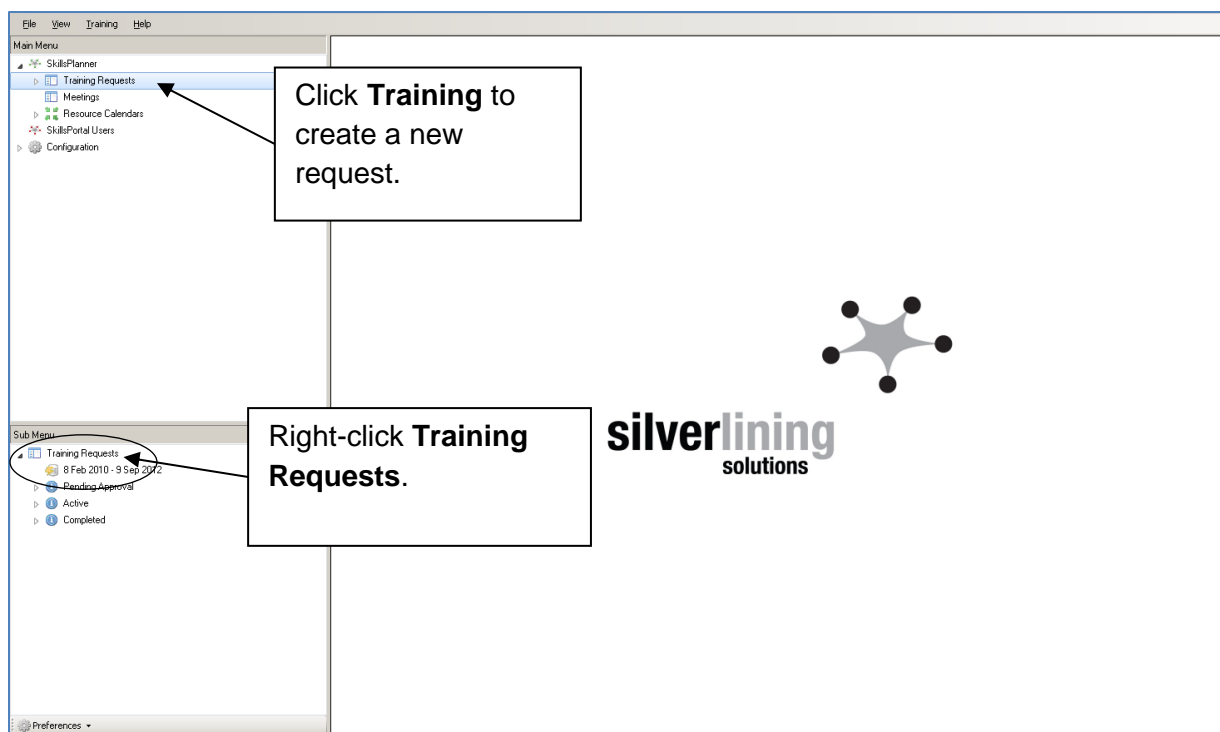 File View Training Help
Main Menu
SkillsPlanner
Training Requests
Meetings
Resource Calendars
SkillsPortal Users
Configuration
Click Training to
create a new
request.
silverlining
solutions
Sub Menu
Training Requests
8 Feb 2010 - 9 Sep 2012
Pending Approval
Active
Completed
Right-click Training
Requests.
Preferences